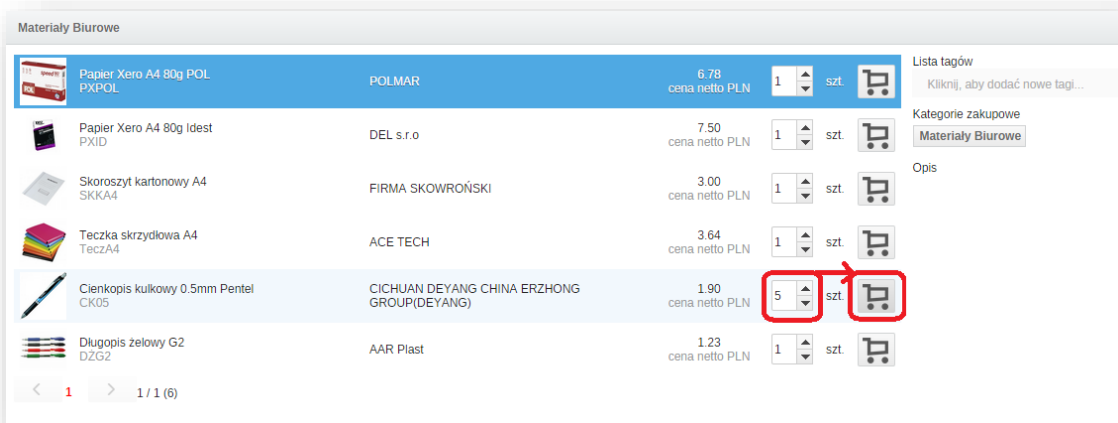 Materiały Biurowe
Papier Xero A4 80g POL
PXPOL
POLMAR
6.78
cena netto PLN
1
szt.
Papier Xero A4 80g Idest
PXID
DEL s.r.o
7.50
cena netto PLN
1
szt.
Skoroszyt kartonowy A4
SKKA4
FIRMA SKOWROŃSKI
3.00
cena netto PLN
1
szt.
Teczka skrzydłowa A4
TeczA4
ACE TECH
3.64
cena netto PLN
1
szt.
Cienkopis kulkowy 0.5mm Pentel
CK05
CICHUAN DEYANG CHINA ERZHONG
GROUP(DEYANG)
1.90
cena netto PLN
5
szt.
Długopis żelowy G2
DŻG2
AAR Plast
1.23
cena netto PLN
1
szt.
1
1 / 1 (6)
Lista tagów
Kliknij, aby dodać nowe tagi...
Kategorie zakupowe
Materiały Biurowe
Opis